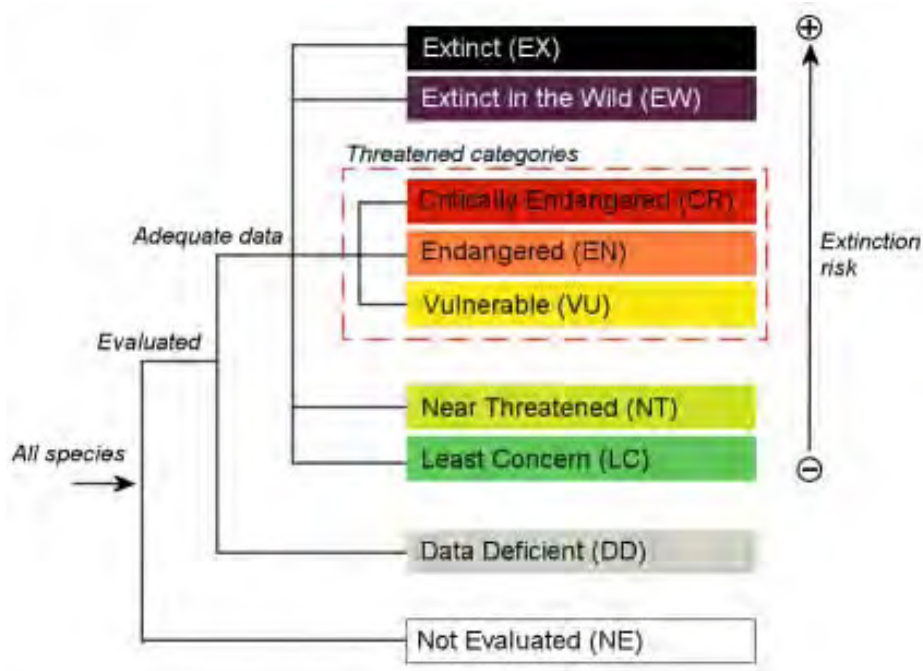 Extinct (EX)
Extinct in the Wild (EW)
Threatened categories
Critically Endangered (CR)
Adequate data
Endangered (EN)
Extinction
risk
Vulnerable (VU)
Evaluated
Near Threatened (NT)
All species
Least Concern (LC)
Data Deficient (DD)
Not Evaluated (NE)